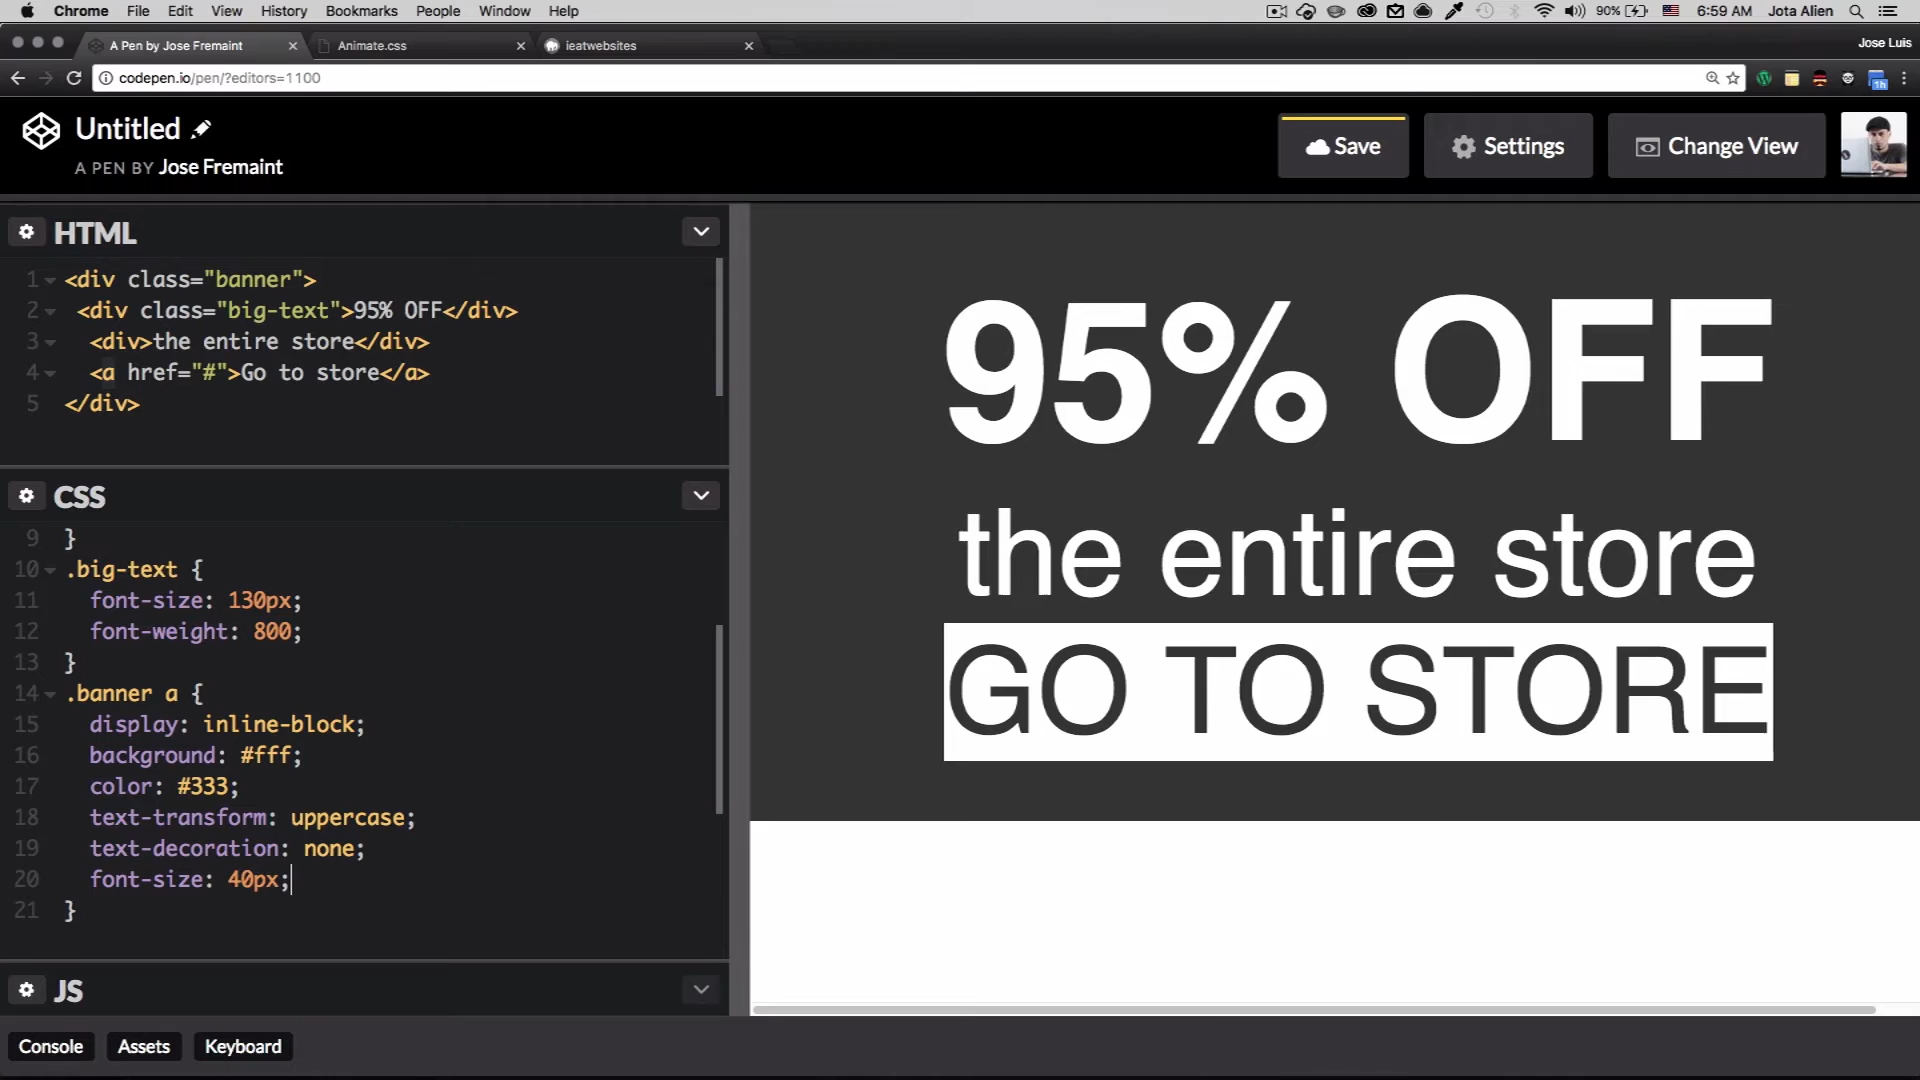 Chrome File Edit View History Bookmarks People Window Help 90% 6:59 AM Jota Alien
A Pen by Jose Fremaint Animate.css ieatwebsites Jose Luis
codepen.io/pen/?editors=1100 1h
Untitled
A PEN BY Jose Fremaint
Save Settings Change View
HTML
1 <div class="banner">
2 <div class="big-text">95% OFF</div>
3 <div>the entire store</div>
4 <a href="#">Go to store</a>
5 </div>
CSS
9 }
10 .big-text {
11 font-size: 130px;
12 font-weight: 800;
13 }
14 .banner a {
15 display: inline-block;
16 background: #fff;
17 color: #333;
18 text-transform: uppercase;
19 text-decoration: none;
20 font-size: 40px;
21 }
JS
Console Assets Keyboard
95% OFF
the entire store
GO TO STORE